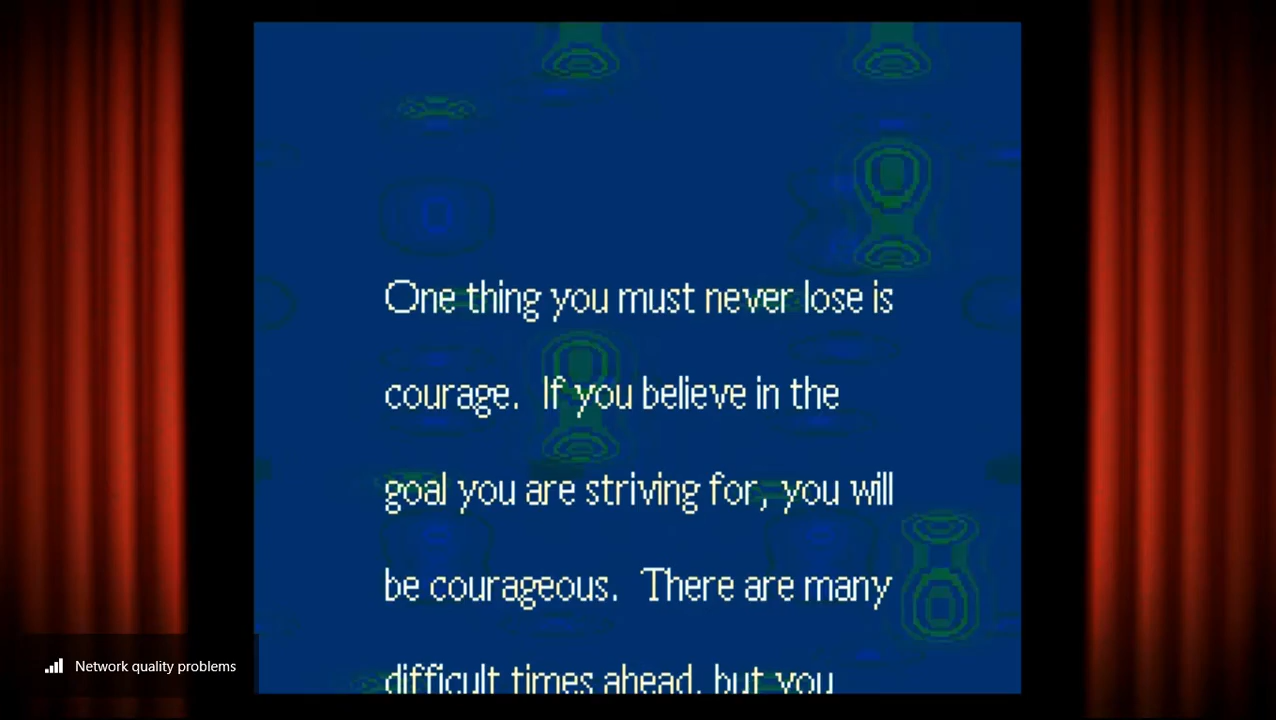 One thing you must never lose is
courage.  If you believe in the
goal you are striving for, you will
be courageous.  There are many
difficult times ahead, but you
Network quality problems